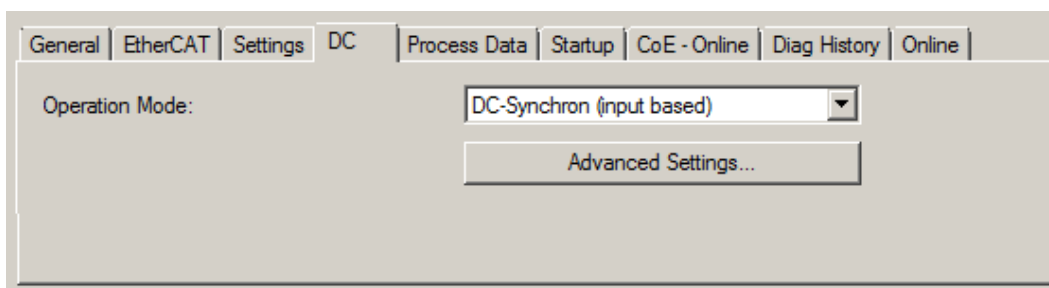 General EtherCAT Settings DC Process Data Startup CoE - Online Diag History Online
Operation Mode: DC-Synchron (input based)
Advanced Settings...